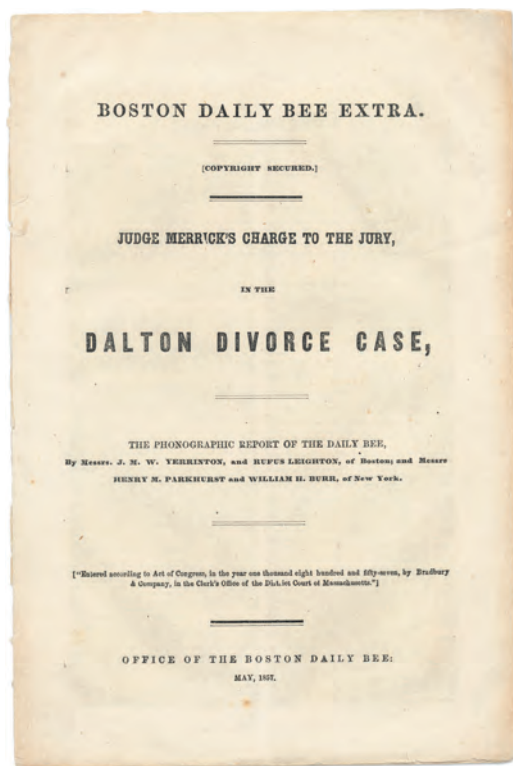 BOSTON DAILY BEE EXTRA.
[COPYRIGHT SECURED.]
JUDGE MERRICK'S CHARGE TO THE JURY,
IN THE
DALTON DIVORCE CASE,
THE PHONOGRAPHIC REPORT OF THE DAILY BEE,
By Messrs. J. M. W. YERRINTON, and RUFUS LEIGHTON, of Boston; and Messrs
HENRY M. PARKHURST and WILLIAM H. BURR, of New York.
["Entered according to Act of Congress, in the year one thousand eight hundred and fifty-seven, by Bradbury
& Company, in the Clerk's Office of the District Court of Massachusetts."]
OFFICE OF THE BOSTON DAILY BEE:
MAY, 1857.